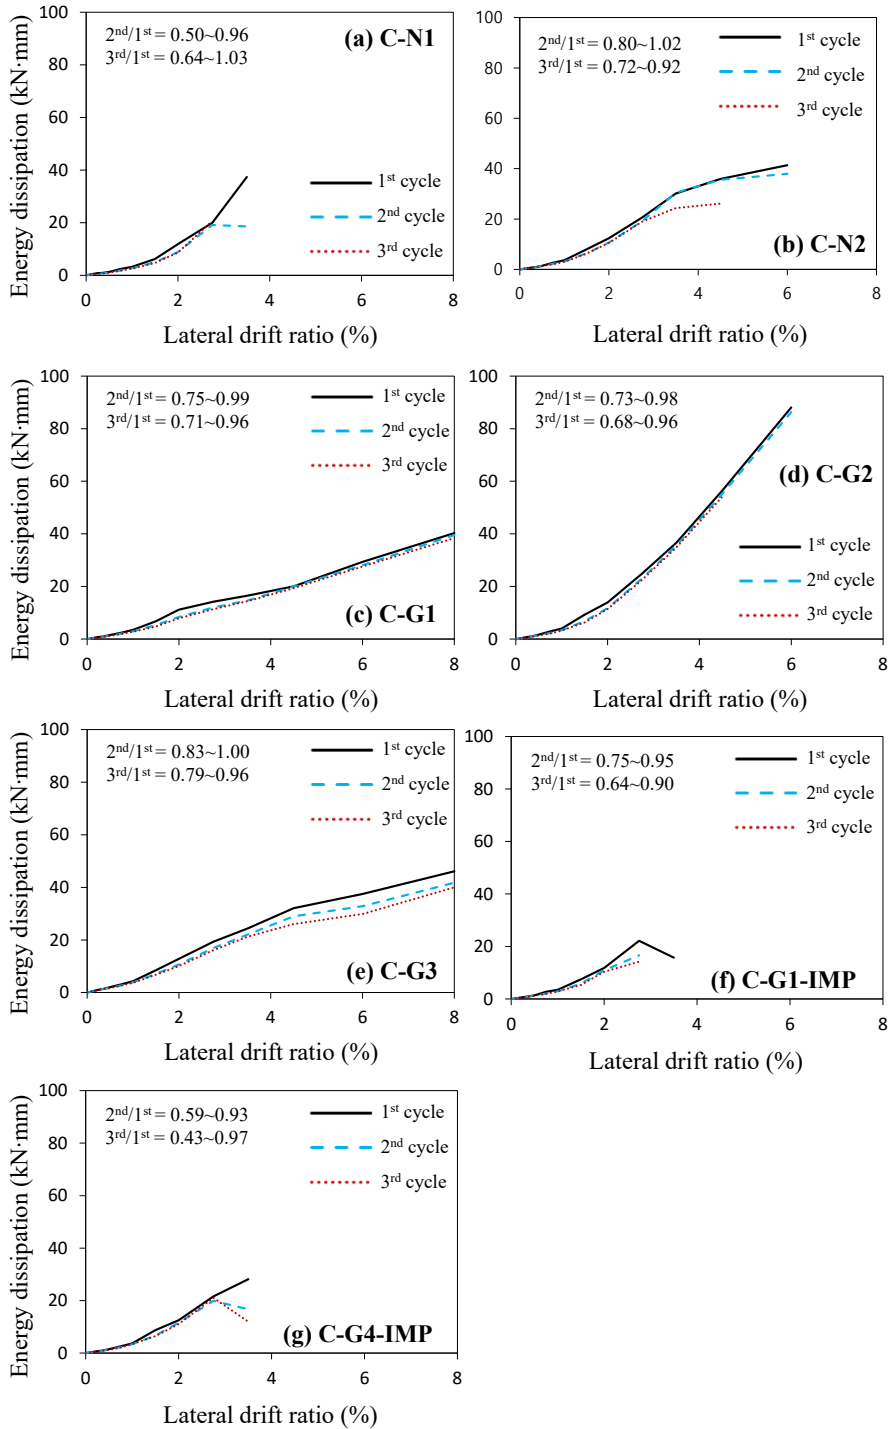 Energy dissipation (kN·mm)
100
80
60
40
20
0
2nd/1st = 0.50~0.96
3rd/1st = 0.64~1.03
(a) C-N1
1st cycle
2nd cycle
3rd cycle
0 2 4 6 8
Lateral drift ratio (%)
100
80
60
40
20
0
2nd/1st = 0.80~1.02
3rd/1st = 0.72~0.92
1st cycle
2nd cycle
3rd cycle
(b) C-N2
0 2 4 6 8
Lateral drift ratio (%)
Energy dissipation (kN·mm)
100
80
60
40
20
0
2nd/1st = 0.75~0.99
3rd/1st = 0.71~0.96
1st cycle
2nd cycle
3rd cycle
(c) C-G1
0 2 4 6 8
Lateral drift ratio (%)
100
80
60
40
20
0
2nd/1st = 0.73~0.98
3rd/1st = 0.68~0.96
(d) C-G2
1st cycle
2nd cycle
3rd cycle
0 2 4 6 8
Lateral drift ratio (%)
Energy dissipation (kN·mm)
100
80
60
40
20
0
2nd/1st = 0.83~1.00
3rd/1st = 0.79~0.96
1st cycle
2nd cycle
3rd cycle
(e) C-G3
0 2 4 6 8
Lateral drift ratio (%)
100
80
60
40
20
0
2nd/1st = 0.75~0.95
3rd/1st = 0.64~0.90
1st cycle
2nd cycle
3rd cycle
(f) C-G1-IMP
0 2 4 6 8
Lateral drift ratio (%)
Energy dissipation (kN·mm)
100
80
60
40
20
0
2nd/1st = 0.59~0.93
3rd/1st = 0.43~0.97
1st cycle
2nd cycle
3rd cycle
(g) C-G4-IMP
0 2 4 6 8
Lateral drift ratio (%)